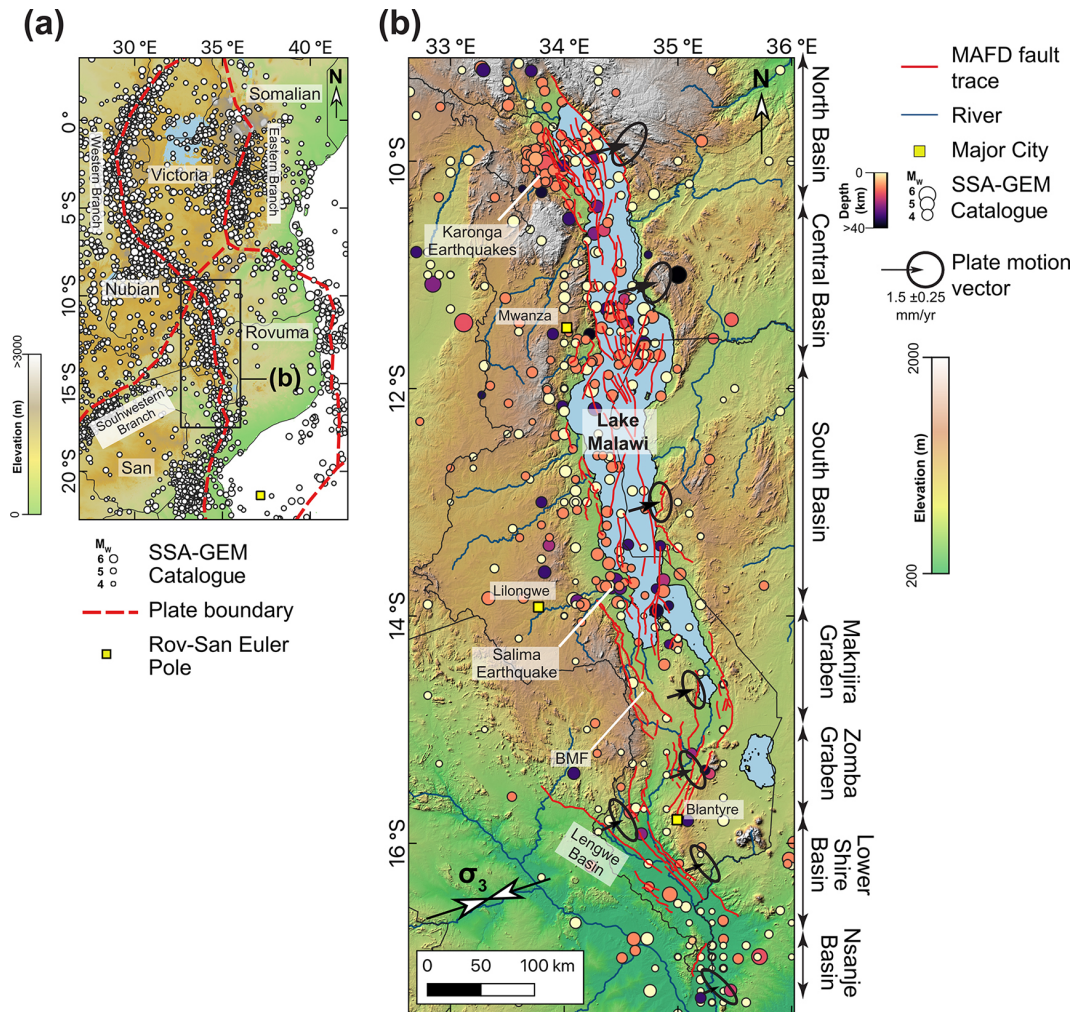 (a)
30 °E 35°E 40 °E
N
Somalian
0°
Western Branch
Victoria
Eastern Branch
5°S
Nubian
10°S
Rovuma
(b)
15°S
Souhwestern
Branch
San
20°S
>3000
Elevation (m)
0
Mw
6
5
4
SSA-GEM
Catalogue
Plate boundary
Rov-San Euler
Pole
(b)
33 °E 34 °E 35 °E 36 °E
N
10°S
Karonga
Earthquakes
Mwanza
12°S
Lake
Malawi
Lilongwe
14°S
Salima
Earthquake
BMF
Blantyre
19°S
Lengwe
Basin
σ3
0 50 100 km
North Basin
Central Basin
South Basin
Maknjira
Graben
Zomba
Graben
Lower
Shire
Basin
Nsanje
Basin
MAFD fault
trace
River
Major City
0
Depth
(km)
>40
Mw
6
5
4
SSA-GEM
Catalogue
Plate motion
vector
1.5 ±0.25
mm/yr
2000
Elevation (m)
200